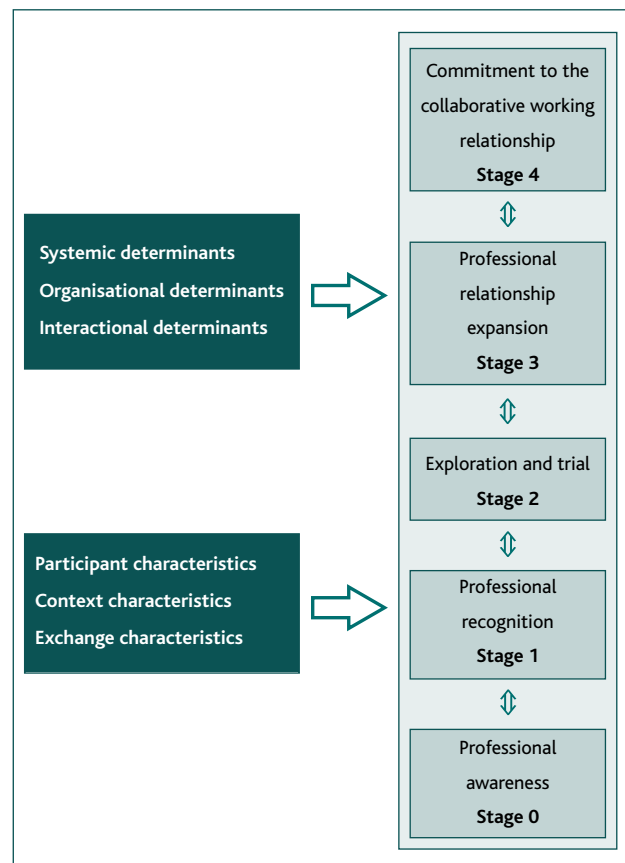 Commitment to the
collaborative working
relationship
Stage 4
Systemic determinants
Organisational determinants
Interactional determinants
Professional
relationship
expansion
Stage 3
Exploration and trial
Stage 2
Participant characteristics
Context characteristics
Exchange characteristics
Professional
recognition
Stage 1
Professional
awareness
Stage 0